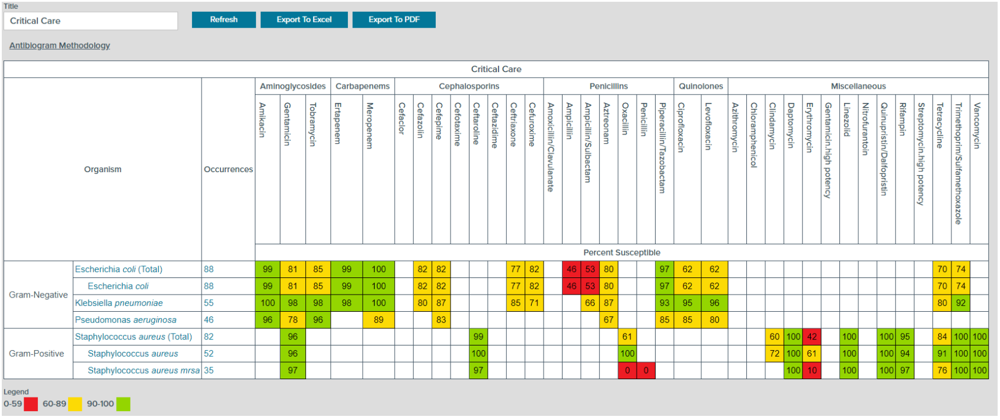 Title
Critical Care
Refresh
Export To Excel
Export To PDF
Antibiogram Methodology
Critical Care
Organism
Occurrences
Aminoglycosides
Carbapenems
Cephalosporins
Penicillins
Quinolones
Miscellaneous
Amikacin
Gentamicin
Tobramycin
Ertapenem
Meropenem
Cefaclor
Cefazolin
Cefepime
Cefotaxime
Ceftaroline
Ceftazidime
Ceftriaxone
Cefuroxime
Amoxicillin/Clavulanate
Ampicillin
Ampicillin/Sulbactam
Aztreonam
Oxacillin
Penicillin
Piperacillin/Tazobactam
Ciprofloxacin
Levofloxacin
Azithromycin
Chloramphenicol
Clindamycin
Daptomycin
Erythromycin
Gentamicin.high potency
Linezolid
Nitrofurantoin
Quinupristin/Dalfopristin
Rifampin
Streptomycin.high potency
Tetracycline
Trimethoprim/Sulfamethoxazole
Vancomycin
Percent Susceptible
Gram-Negative
Escherichia coli (Total) 88 99 81 85 99 100 82 82 77 82 46 53 80 97 62 62 70 74
Escherichia coli 88 99 81 85 99 100 82 82 77 82 46 53 80 97 62 62 70 74
Klebsiella pneumoniae 55 100 98 98 98 100 80 87 85 71 66 87 93 95 96 80 92
Pseudomonas aeruginosa 46 96 78 96 89 83 67 85 85 80
Gram-Positive
Staphylococcus aureus (Total) 82 96 99 61 60 100 42 100 100 95 84 100 100
Staphylococcus aureus 52 96 100 100 72 100 61 100 100 94 91 100 100
Staphylococcus aureus mrsa 35 97 97 0 0 100 10 100 100 97 76 100 100
Legend
0-59 60-89 90-100